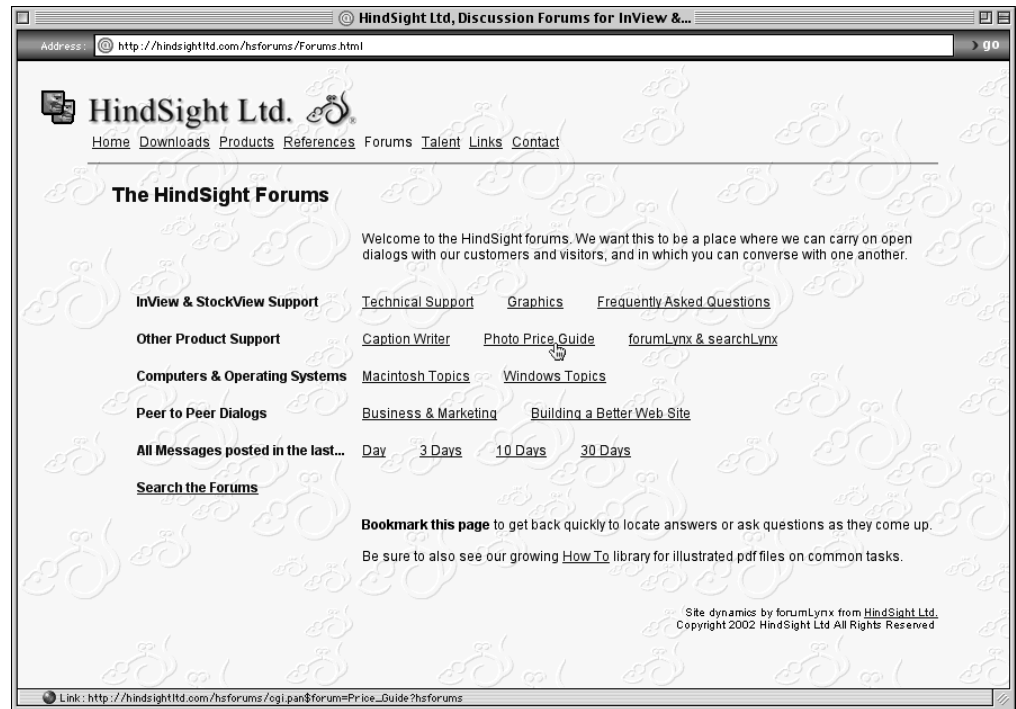 HindSight Ltd, Discussion Forums for InView &...
Address: @ http://hindsightltd.com/hsforums/Forums.html go
HindSight Ltd.
Home Downloads Products References Forums Talent Links Contact
The HindSight Forums
Welcome to the HindSight forums. We want this to be a place where we can carry on open
dialogs with our customers and visitors, and in which you can converse with one another.
InView & StockView Support Technical Support Graphics Frequently Asked Questions
Other Product Support Caption Writer Photo Price Guide forumLynx & searchLynx
Computers & Operating Systems Macintosh Topics Windows Topics
Peer to Peer Dialogs Business & Marketing Building a Better Web Site
All Messages posted in the last... Day 3 Days 10 Days 30 Days
Search the Forums
Bookmark this page to get back quickly to locate answers or ask questions as they come up.
Be sure to also see our growing How To library for illustrated pdf files on common tasks.
Site dynamics by forumLynx from HindSight Ltd.
Copyright 2002 HindSight Ltd All Rights Reserved
Link: http://hindsightltd.com/hsforums/cgi.pan$forum=Price_Guide?hsforums